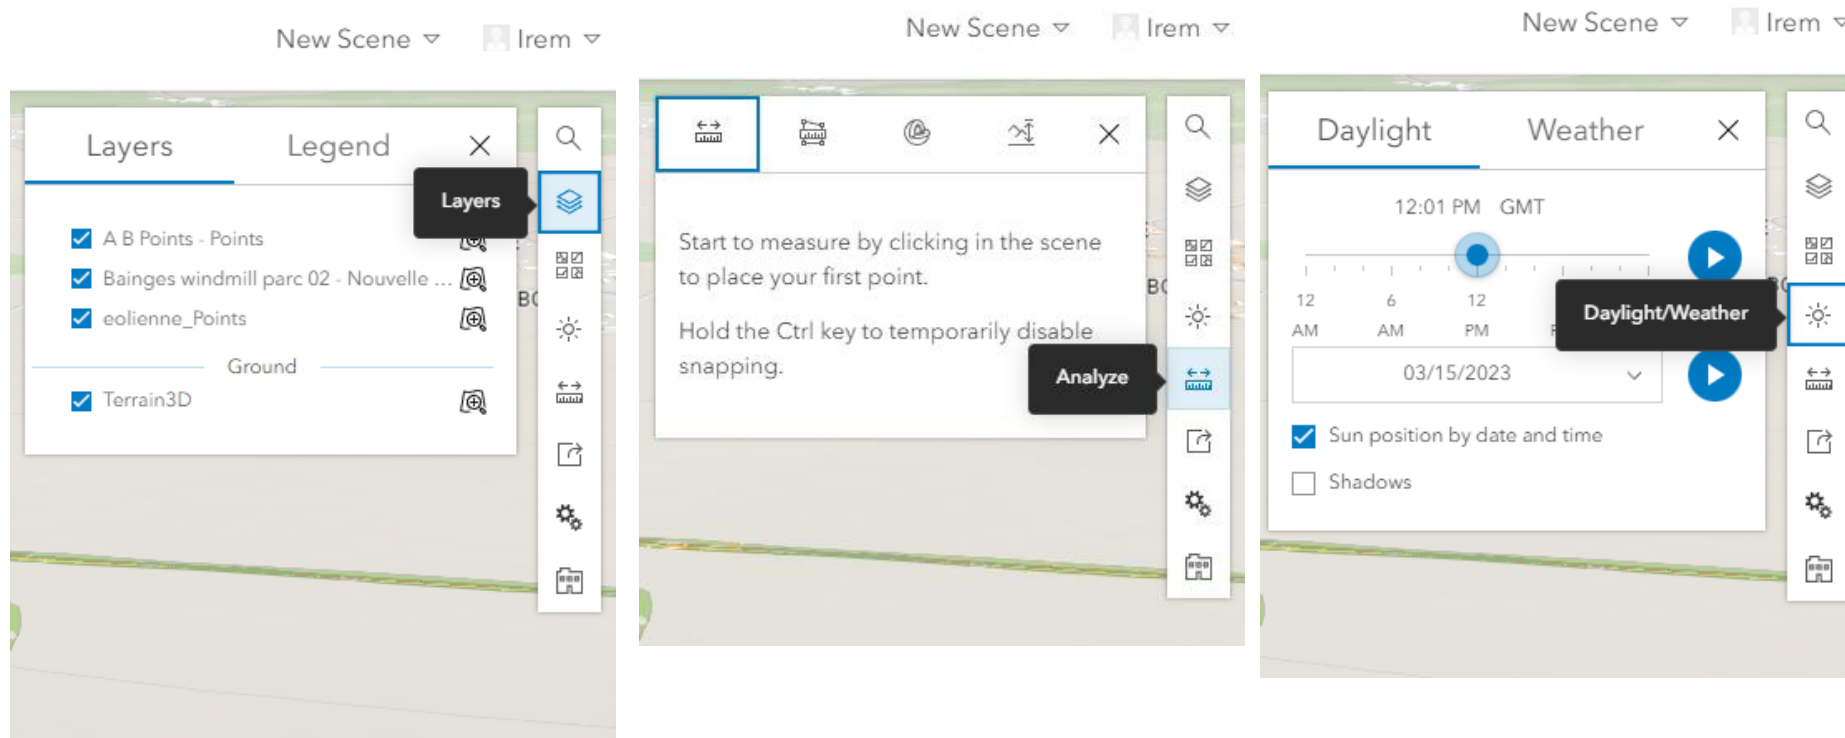 New Scene
Irem
Layers
Legend
Layers
A B Points - Points
Bainges windmill parc 02 - Nouvelle ...
eolienne_Points
Ground
Terrain3D
New Scene
Irem
Start to measure by clicking in the scene
to place your first point.
Hold the Ctrl key to temporarily disable
snapping.
Analyze
New Scene
Irem
Daylight
Weather
12:01 PM GMT
12 6 12
AM AM PM
Daylight/Weather
03/15/2023
Sun position by date and time
Shadows